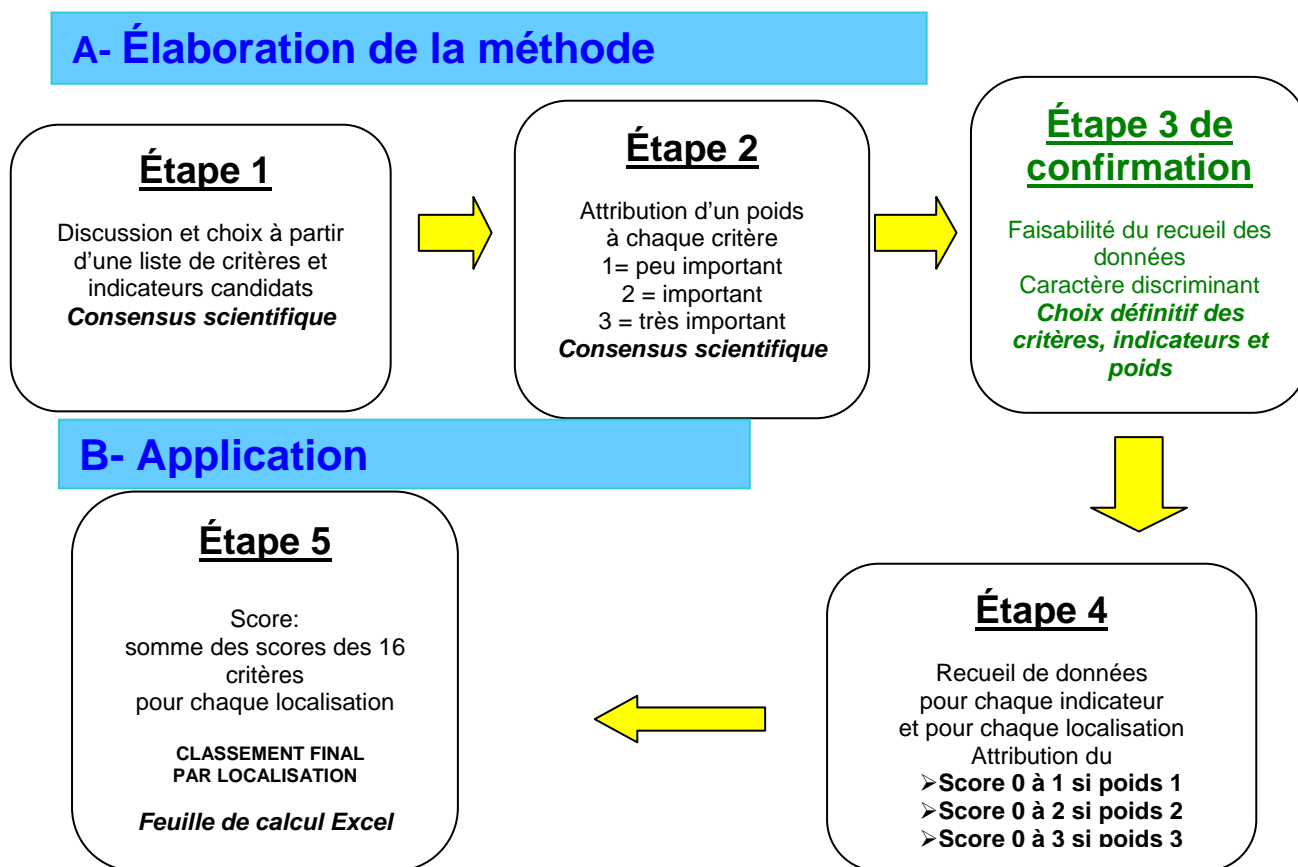 A- Élaboration de la méthode
Étape 1
Discussion et choix à partir
d'une liste de critères et
indicateurs candidats
Consensus scientifique
Étape 2
Attribution d'un poids
à chaque critère
1= peu important
2 = important
3 = très important
Consensus scientifique
Étape 3 de
confirmation
Faisabilité du recueil des
données
Caractère discriminant
Choix définitif des
critères, indicateurs et
poids
B- Application
Étape 4
Recueil de données
pour chaque indicateur
et pour chaque localisation
Attribution du
➢Score 0 à 1 si poids 1
➢Score 0 à 2 si poids 2
➢Score 0 à 3 si poids 3
Étape 5
Score:
somme des scores des 16
critères
pour chaque localisation
CLASSEMENT FINAL
PAR LOCALISATION
Feuille de calcul Excel